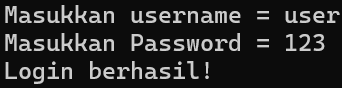 Masukkan username = user
Masukkan Password = 123
Login berhasil!